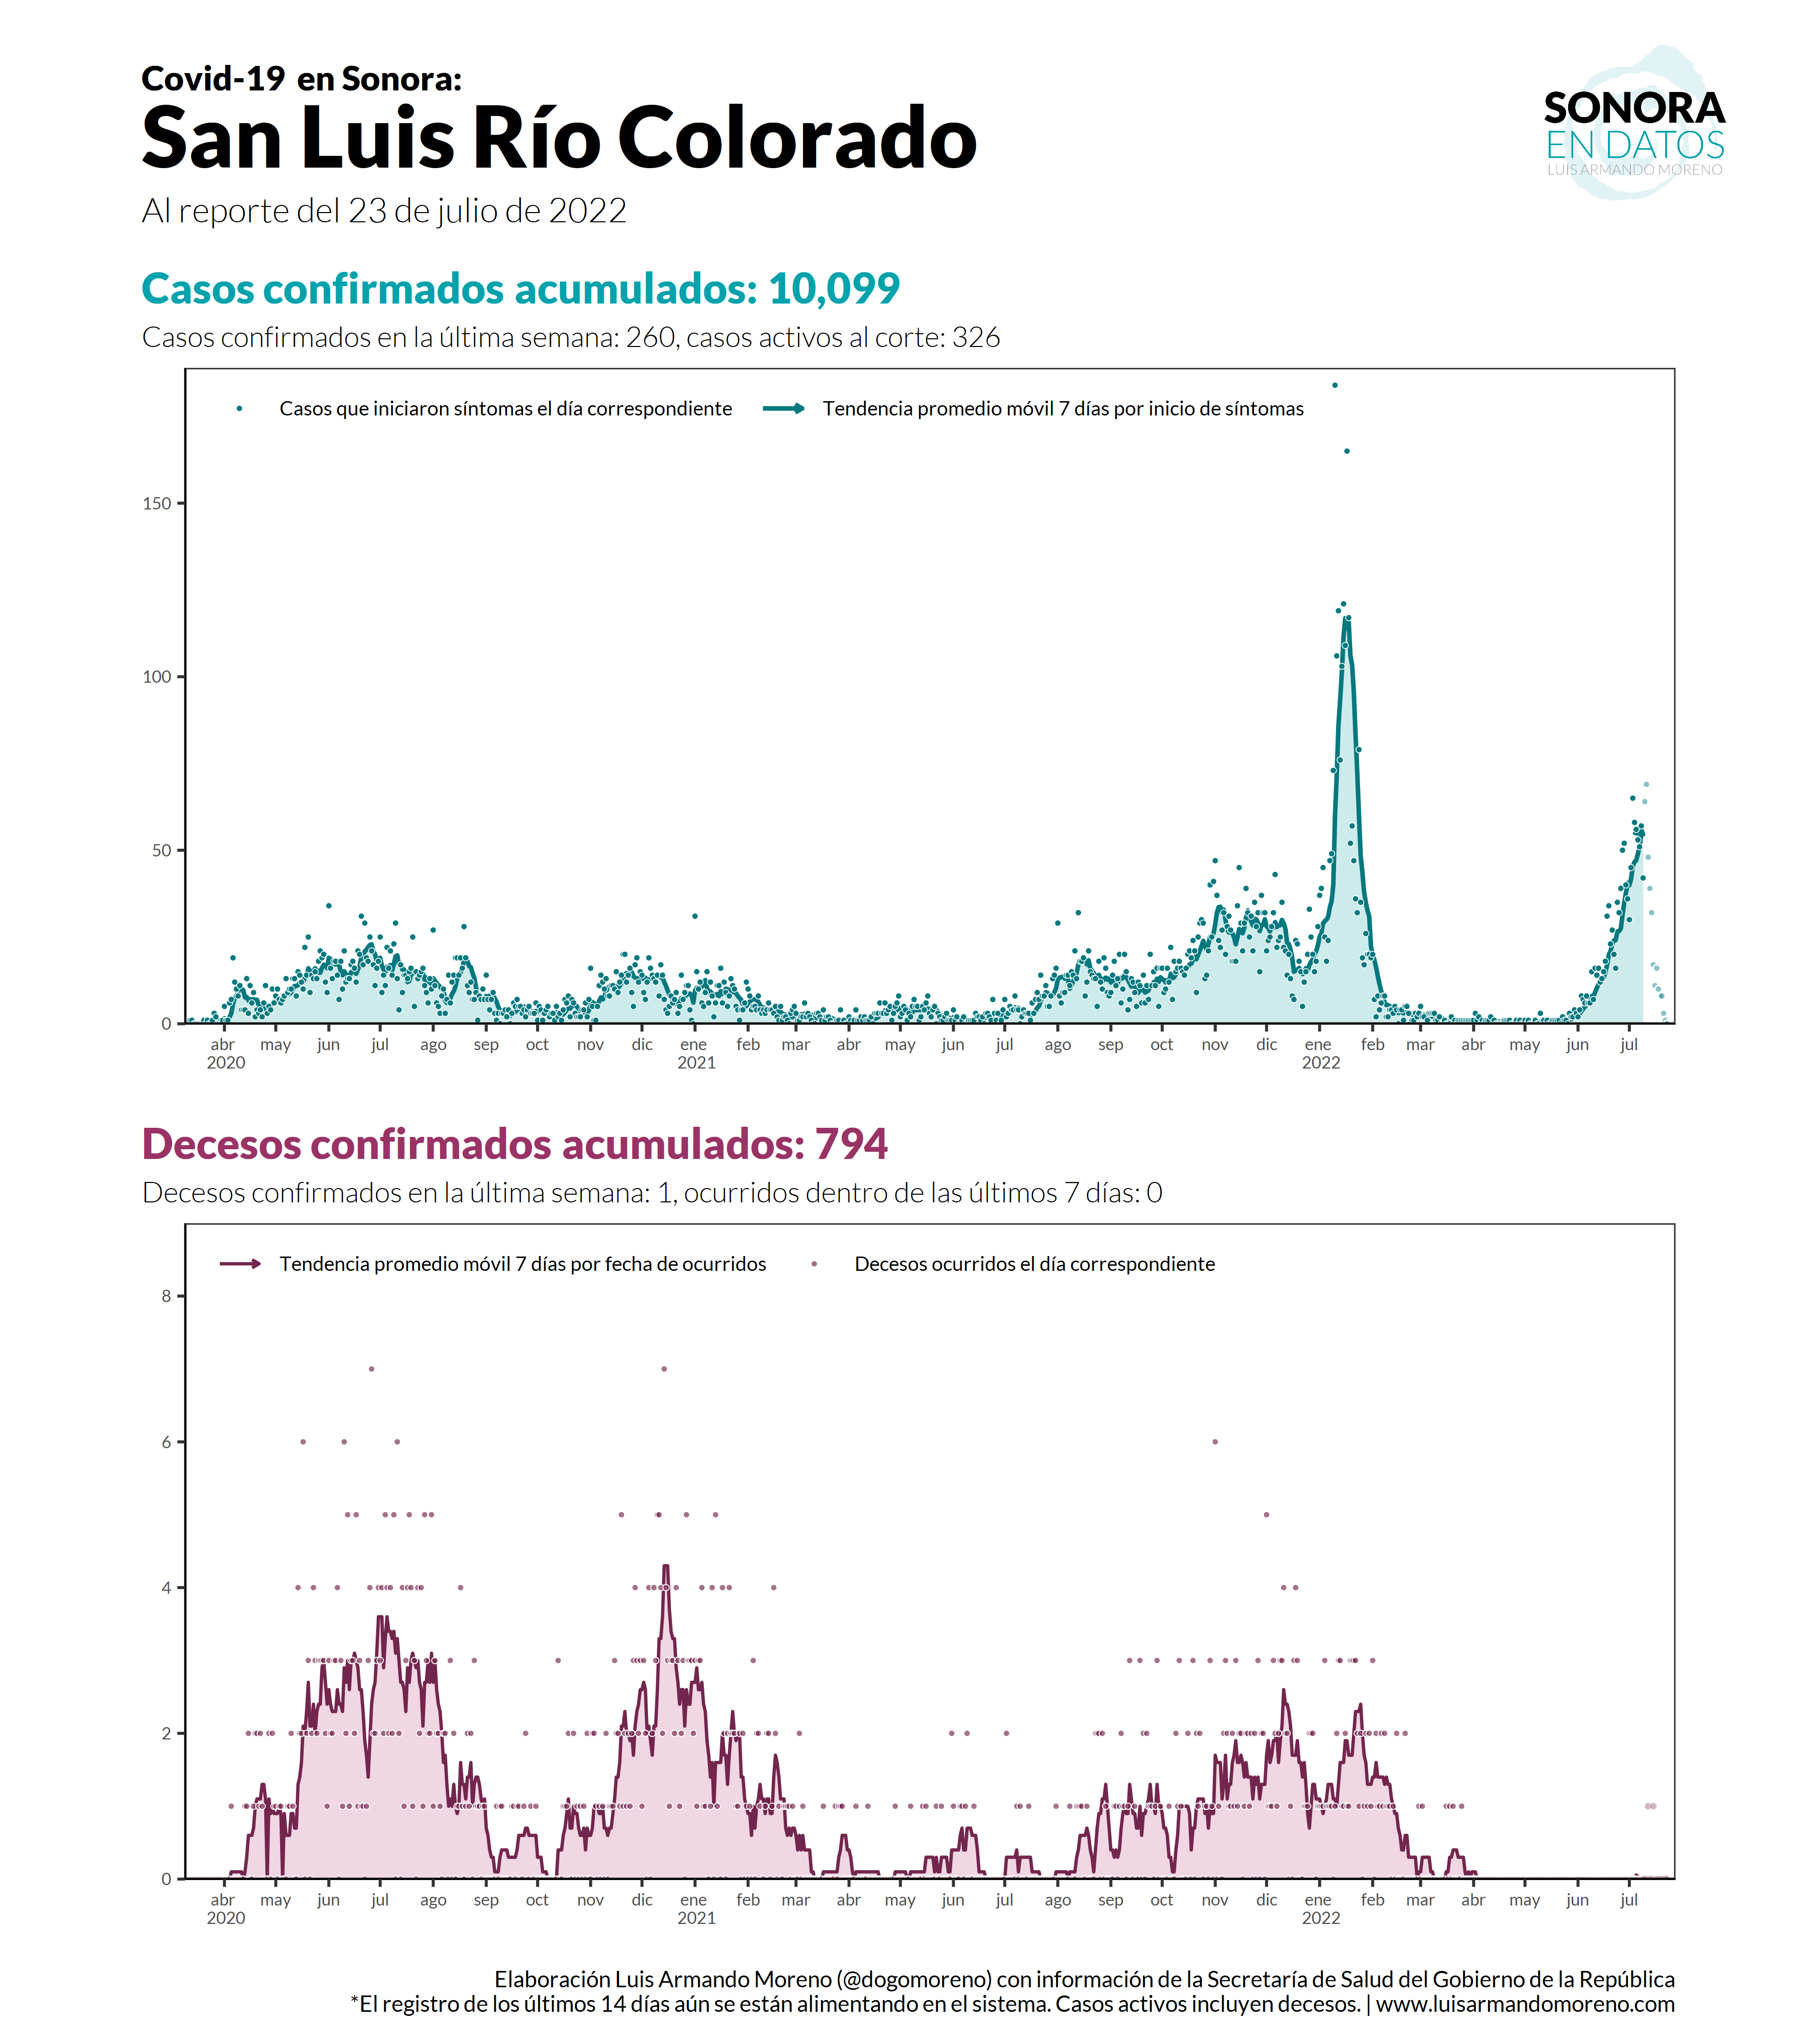 Covid-19 en Sonora:
San Luis Río Colorado
Al reporte del 23 de julio de 2022
SONORA
EN DATOS
LUIS ARMANDO MORENO
Casos confirmados acumulados: 10,099
Casos confirmados en la última semana: 260, casos activos al corte: 326
Casos que iniciaron síntomas el día correspondiente
Tendencia promedio móvil 7 días por inicio de síntomas
150
100
50
0
abr may jun jul ago sep oct nov dic ene feb mar abr may jun jul ago sep oct nov dic ene feb mar abr may jun jul
2020 2021 2022
Decesos confirmados acumulados: 794
Decesos confirmados en la última semana: 1, ocurridos dentro de las últimos 7 días: 0
Tendencia promedio móvil 7 días por fecha de ocurridos
Decesos ocurridos el día correspondiente
8
6
4
2
0
abr may jun jul ago sep oct nov dic ene feb mar abr may jun jul ago sep oct nov dic ene feb mar abr may jun jul
2020 2021 2022
Elaboración Luis Armando Moreno (@dogomoreno) con información de la Secretaría de Salud del Gobierno de la República
*El registro de los últimos 14 días aún se están alimentando en el sistema. Casos activos incluyen decesos. | www.luisarmandomoreno.com